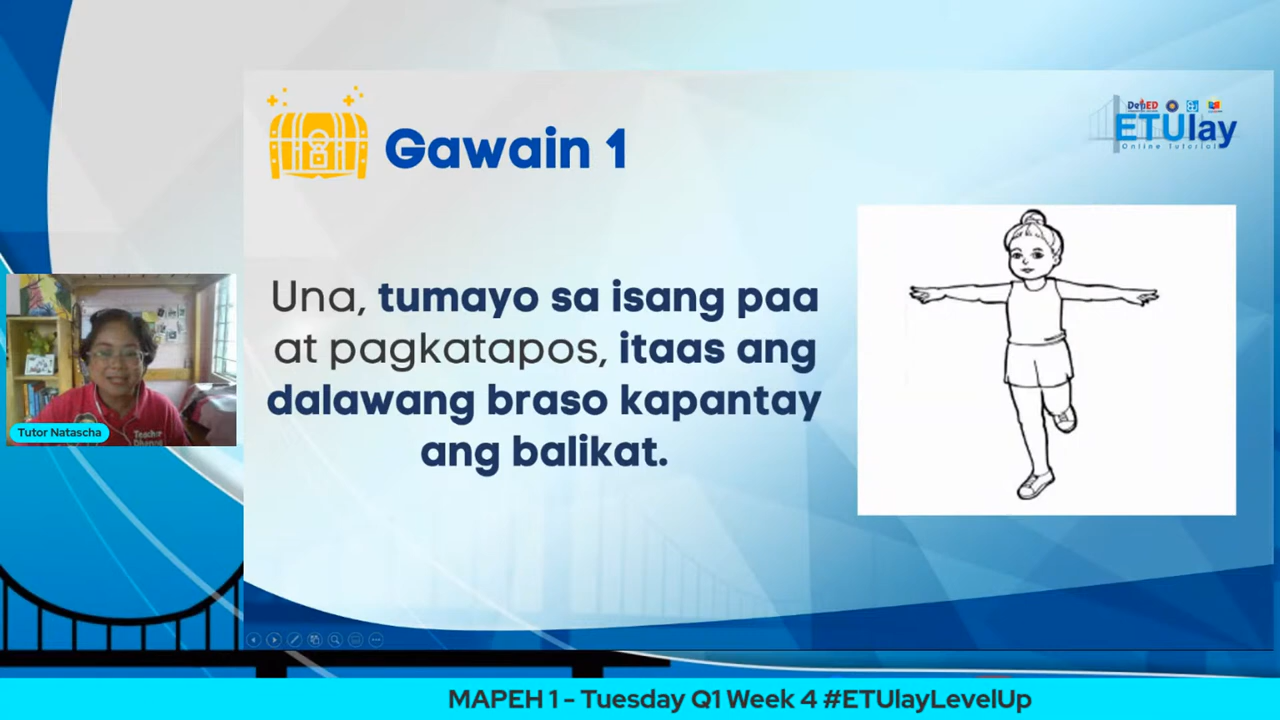 Gawain 1
DepED
ETUlay
Online Tutorial
Una, tumayo sa isang paa
at pagkatapos, itaas ang
dalawang braso kapantay
ang balikat.
Tutor Natascha
Teacher
MAPEH 1 - Tuesday Q1 Week 4 #ETUlayLevelUp